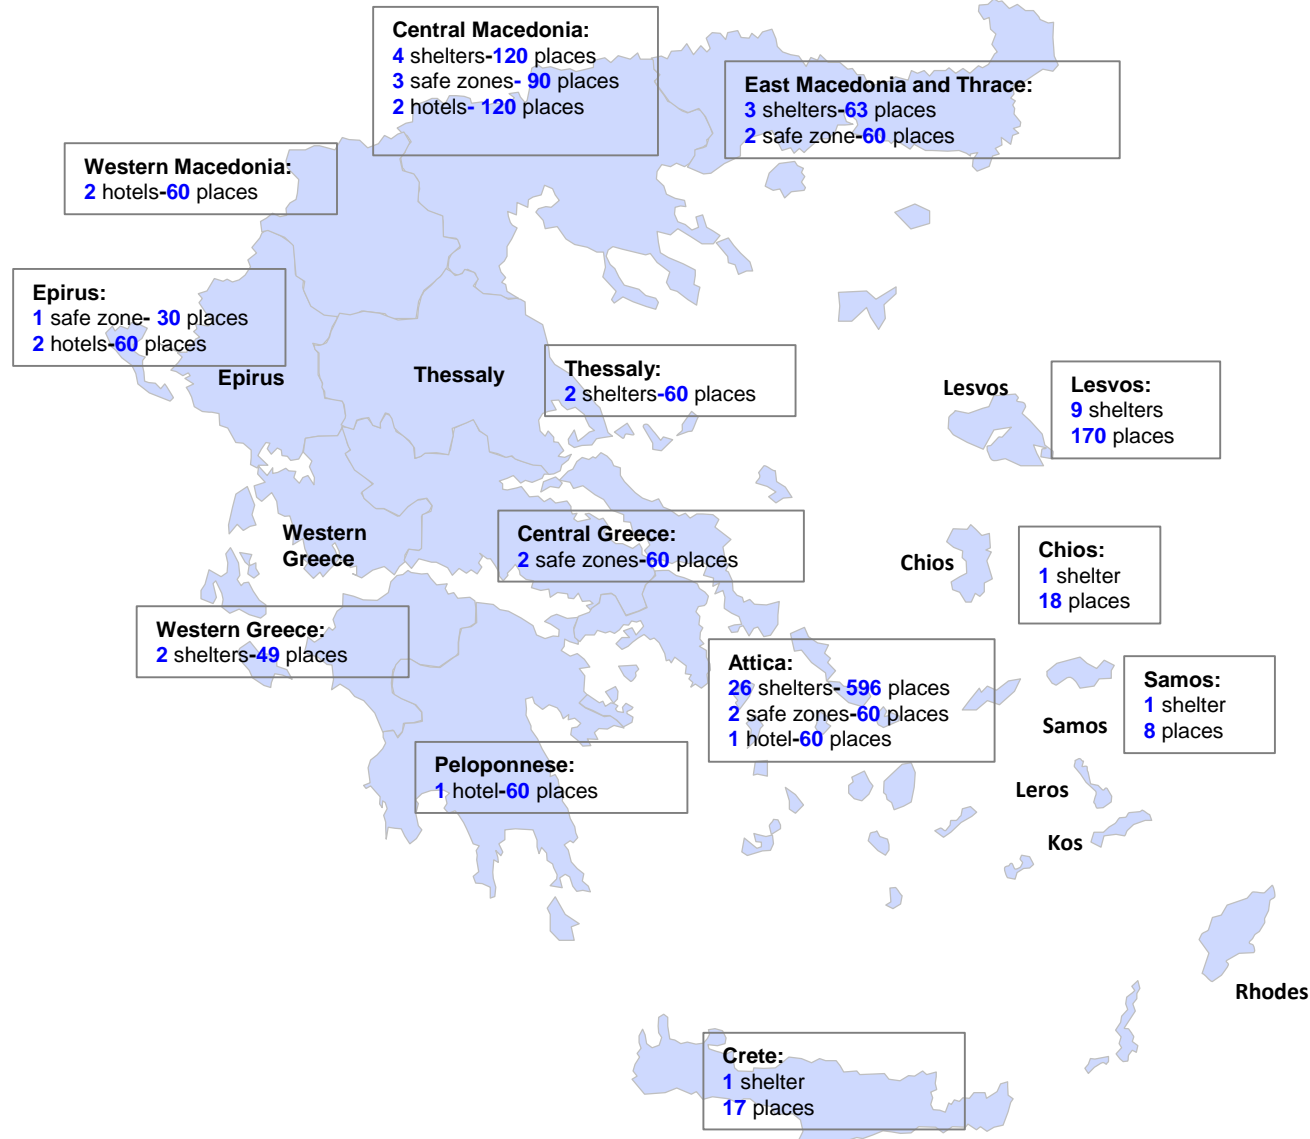 Central Macedonia:
4 shelters-120 places
3 safe zones- 90 places
2 hotels- 120 places
East Macedonia and Thrace:
3 shelters-63 places
2 safe zone-60 places
Western Macedonia:
2 hotels-60 places
Epirus:
1 safe zone- 30 places
2 hotels-60 places
Epirus
Thessaly
Thessaly:
2 shelters-60 places
Lesvos
Lesvos:
9 shelters
170 places
Western
Greece
Central Greece:
2 safe zones-60 places
Chios
Chios:
1 shelter
18 places
Western Greece:
2 shelters-49 places
Attica:
26 shelters- 596 places
2 safe zones-60 places
1 hotel-60 places
Samos:
1 shelter
8 places
Samos
Peloponnese:
1 hotel-60 places
Leros
Kos
Rhodes
Crete:
1 shelter
17 places